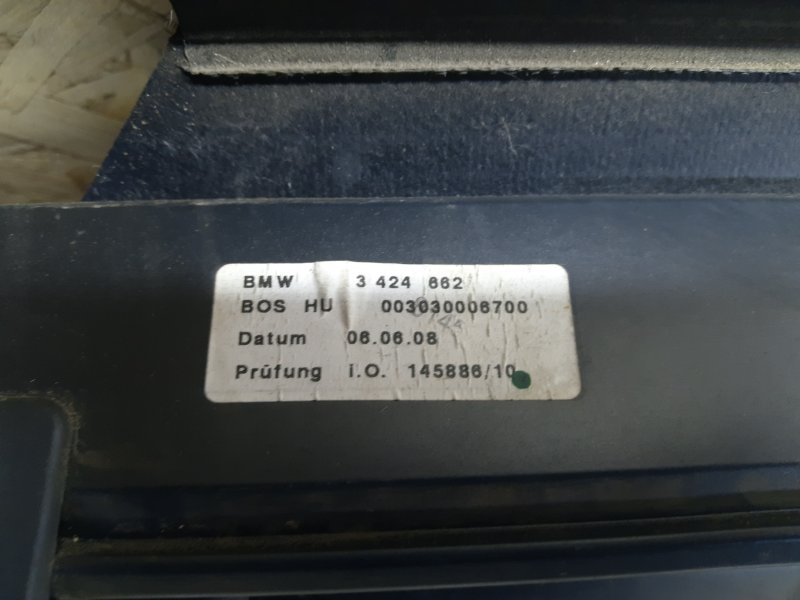 BMW 3 424 662
BOS HU 003030006700
Datum 06.06.08
Prüfung i.O. 145886/10